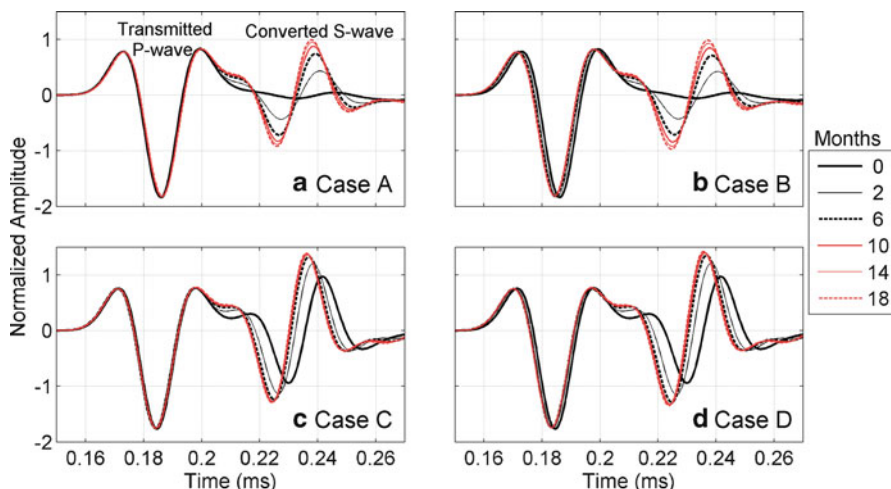 Transmitted
P-wave
Converted S-wave
1
0
-1
-2
a Case A
b Case B
Months
0
2
6
10
14
18
Normalized Amplitude
1
0
-1
-2
c Case C
d Case D
0.16 0.18 0.2 0.22 0.24 0.26
0.16 0.18 0.2 0.22 0.24 0.26
Time (ms)
Time (ms)